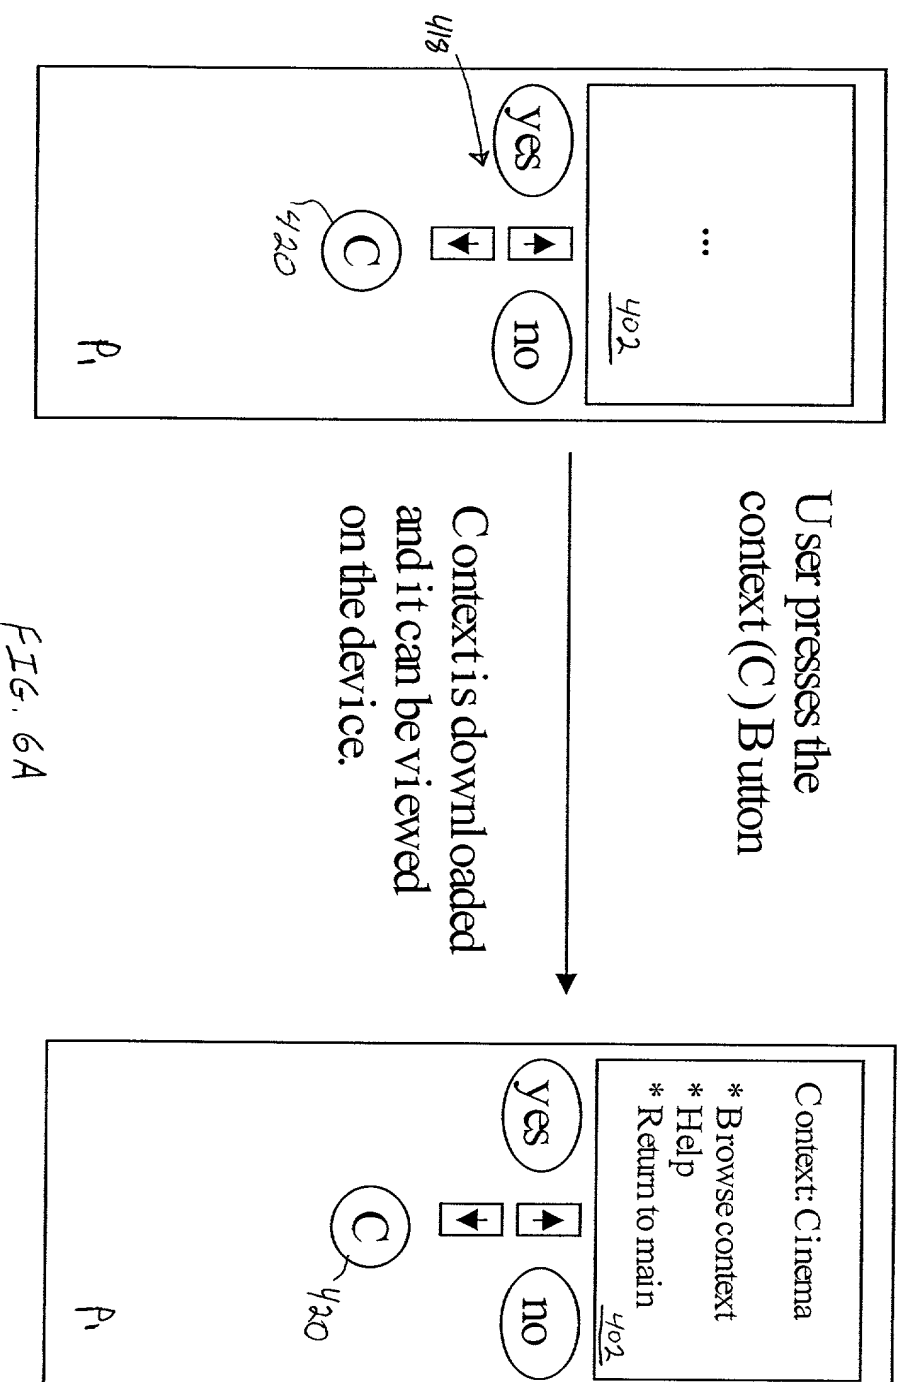 ...
402
yes
no
418
C
420
P1
User presses the
context (C) Button
Context is downloaded
and it can be viewed
on the device.
Context: Cinema
* Browse context
* Help
* Return to main
402
yes
no
C
420
P1
FIG. 6A